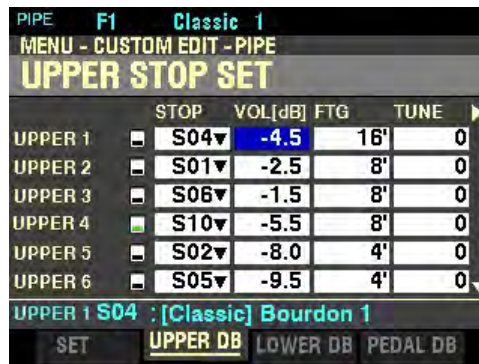 PIPE F1 Classic 1
MENU - CUSTOM EDIT - PIPE
UPPER STOP SET
STOP VOL[dB] FTG TUNE
UPPER 1 S04▼ -4.5 16' 0
UPPER 2 S01▼ -2.5 8' 0
UPPER 3 S06▼ -1.5 8' 0
UPPER 4 S10▼ -5.5 8' 0
UPPER 5 S02▼ -8.0 4' 0
UPPER 6 S05▼ -9.5 4' 0
UPPER 1 S04 : [Classic] Bourdon 1
SET UPPER DB LOWER DB PEDAL DB